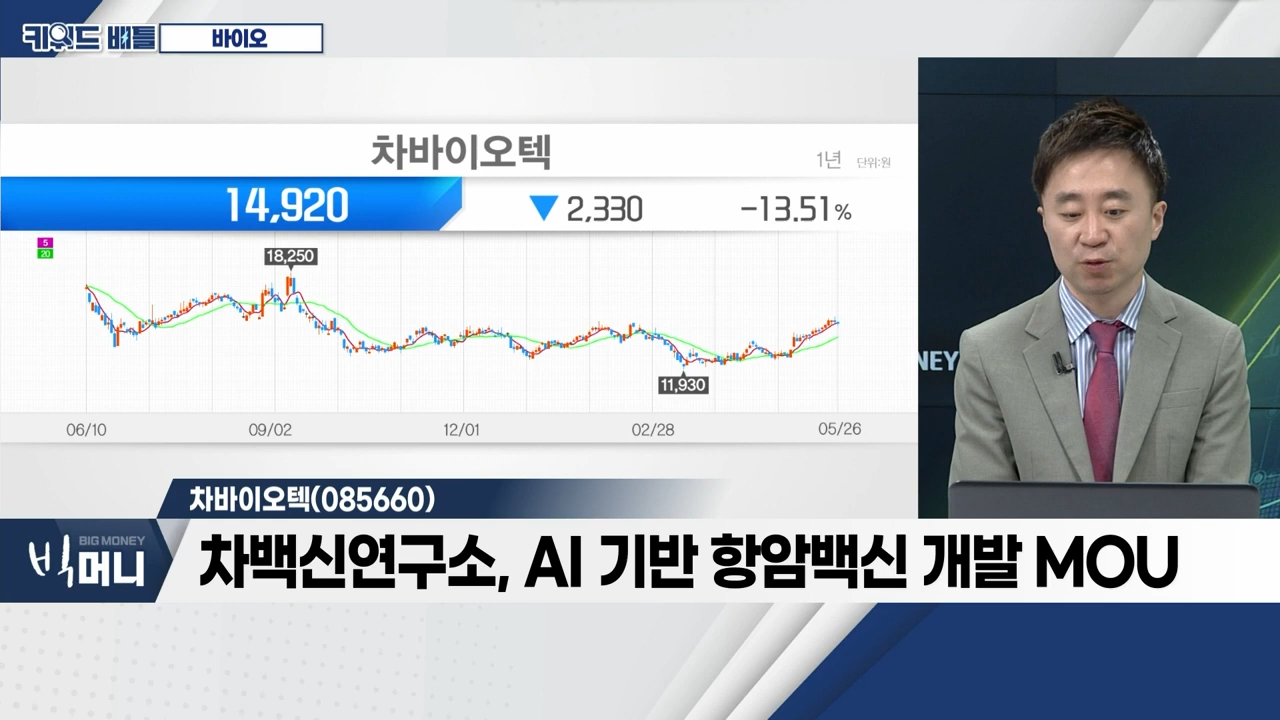 키워드 배틀
바이오
차바이오텍
1년 단위:원
14,920 ▼ 2,330 -13.51%
5
20
18,250
11,930
06/10 09/02 12/01 02/28 05/26
NEY
차바이오텍(085660)
BIG MONEY
빅머니
차백신연구소, AI 기반 항암백신 개발 MOU